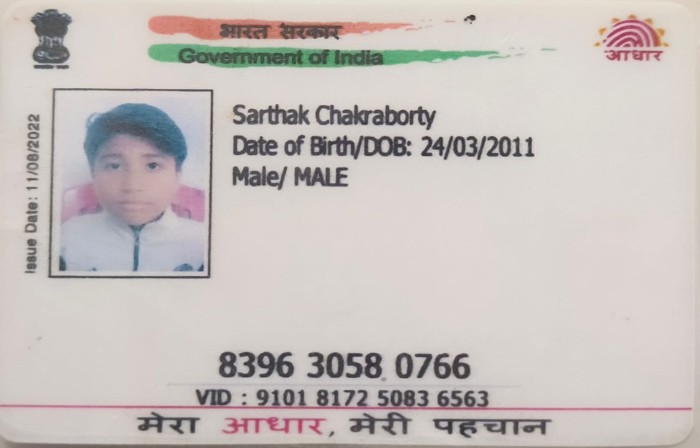 भारत सरकार
Government of India
आधार
Issue Date: 11/08/2022
Sarthak Chakraborty
Date of Birth/DOB: 24/03/2011
Male/ MALE
8396 3058 0766
VID : 9101 8172 5083 6563
मेरा आधार, मेरी पहचान